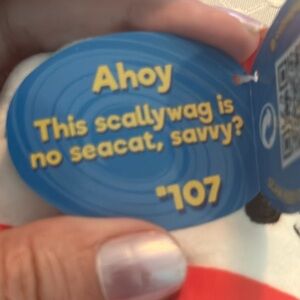 Ahoy
This scallywag is
no seacat, savvy?
#107